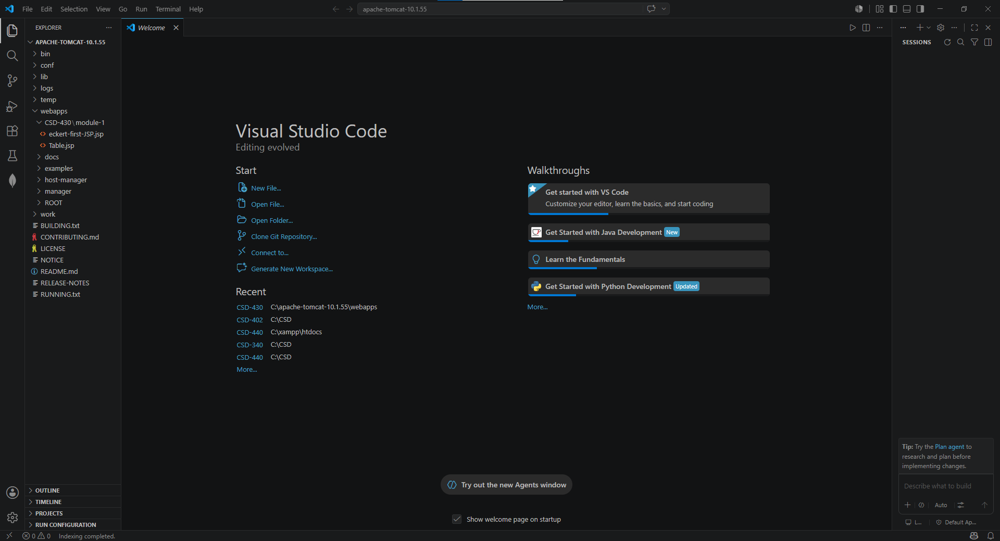 File Edit Selection View Go Run Terminal Help
apache-tomcat-10.1.55
EXPLORER
APACHE-TOMCAT-10.1.55
bin
conf
lib
logs
temp
webapps
CSD-430\module-1
eckert-first-JSP.jsp
Table.jsp
docs
examples
host-manager
manager
ROOT
work
BUILDING.txt
CONTRIBUTING.md
LICENSE
NOTICE
README.md
RELEASE-NOTES
RUNNING.txt
OUTLINE
TIMELINE
PROJECTS
RUN CONFIGURATION
Welcome
Visual Studio Code
Editing evolved
Start
New File...
Open File...
Open Folder...
Clone Git Repository...
Connect to...
Generate New Workspace...
Recent
CSD-430 C:\apache-tomcat-10.1.55\webapps
CSD-402 C:\CSD
CSD-440 C:\xampp\htdocs
CSD-340 C:\CSD
CSD-440 C:\CSD
More...
Walkthroughs
Get started with VS Code
Customize your editor, learn the basics, and start coding
Get Started with Java Development New
Learn the Fundamentals
Get Started with Python Development Updated
More...
Try out the new Agents window
Show welcome page on startup
SESSIONS
Tip: Try the Plan agent to
research and plan before
implementing changes.
Describe what to build
Auto
L... Default Ap...
0 0 Indexing completed.